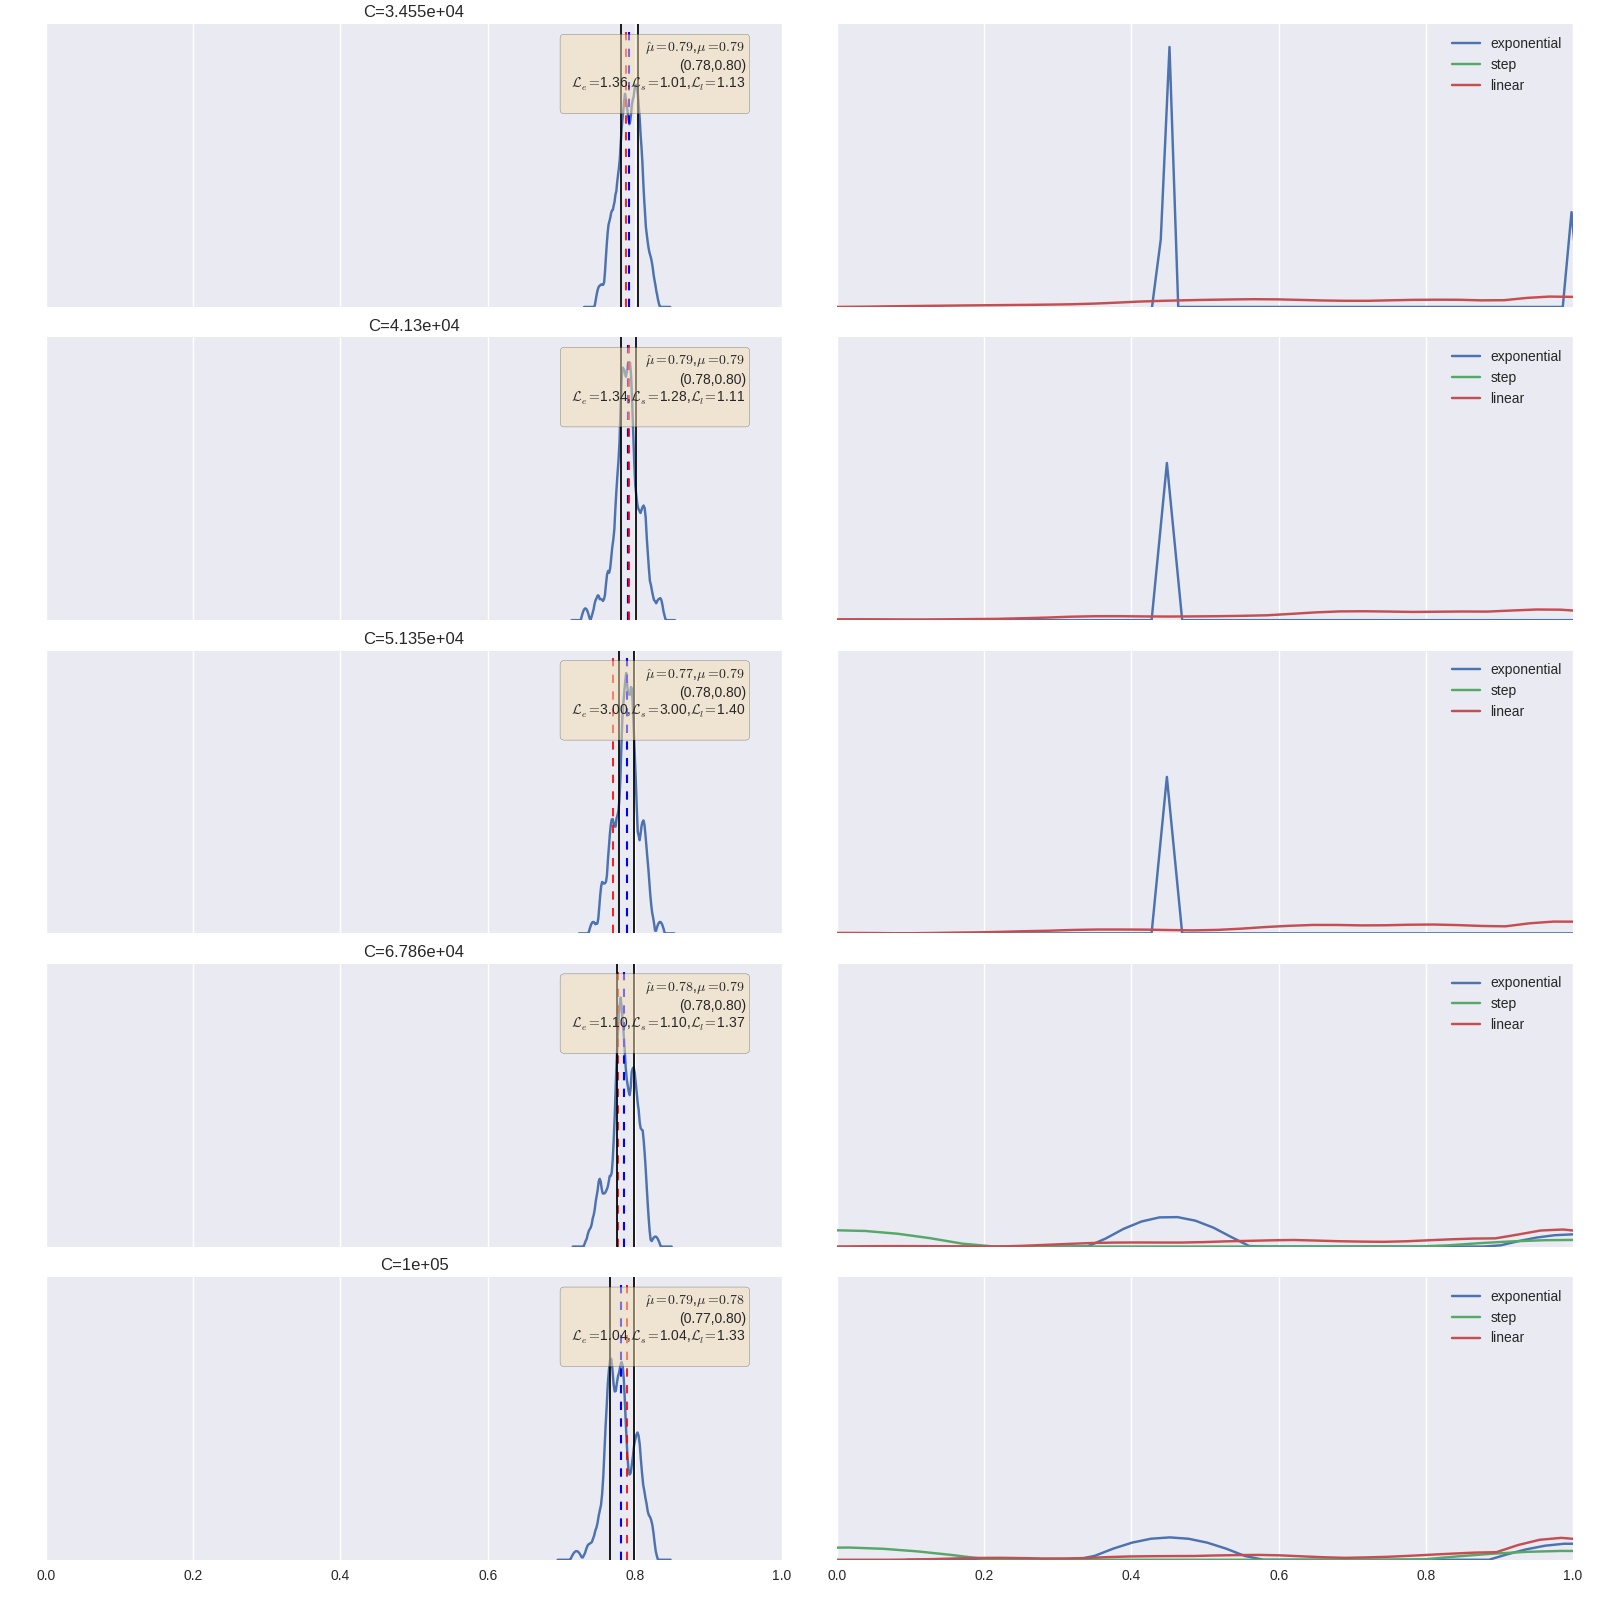 C=3.455e+04
μ̂=0.79,μ=0.79
(0.78,0.80)
ℒₑ=1.36,ℒₛ=1.01,ℒₗ=1.13
exponential
step
linear
C=4.13e+04
μ̂=0.79,μ=0.79
(0.78,0.80)
ℒₑ=1.34,ℒₛ=1.28,ℒₗ=1.11
exponential
step
linear
C=5.135e+04
μ̂=0.77,μ=0.79
(0.78,0.80)
ℒₑ=3.00,ℒₛ=3.00,ℒₗ=1.40
exponential
step
linear
C=6.786e+04
μ̂=0.78,μ=0.79
(0.78,0.80)
ℒₑ=1.10,ℒₛ=1.10,ℒₗ=1.37
exponential
step
linear
C=1e+05
μ̂=0.79,μ=0.78
(0.77,0.80)
ℒₑ=1.04,ℒₛ=1.04,ℒₗ=1.33
exponential
step
linear
0.0 0.2 0.4 0.6 0.8 1.0
0.0 0.2 0.4 0.6 0.8 1.0